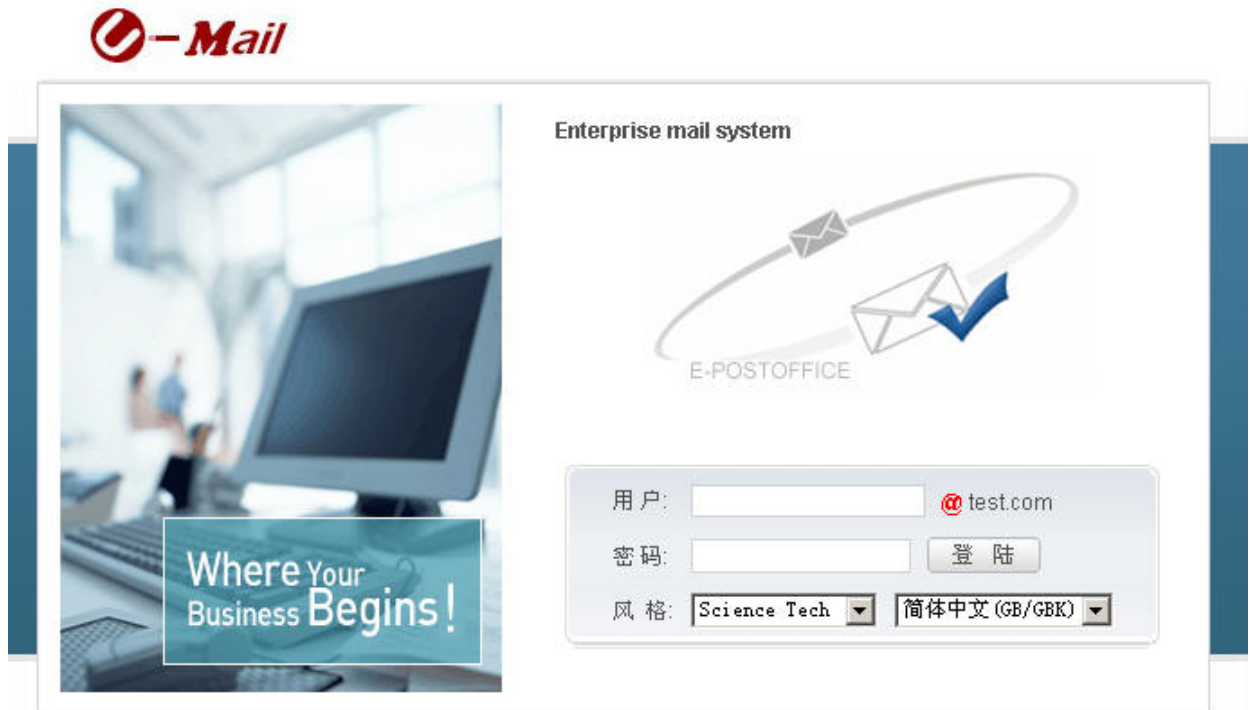 e-Mail
Enterprise mail system
E-POSTOFFICE
Where Your
Business Begins!
用户:
@test.com
密码:
登 陆
风 格:
Science Tech
简体中文(GB/GBK)